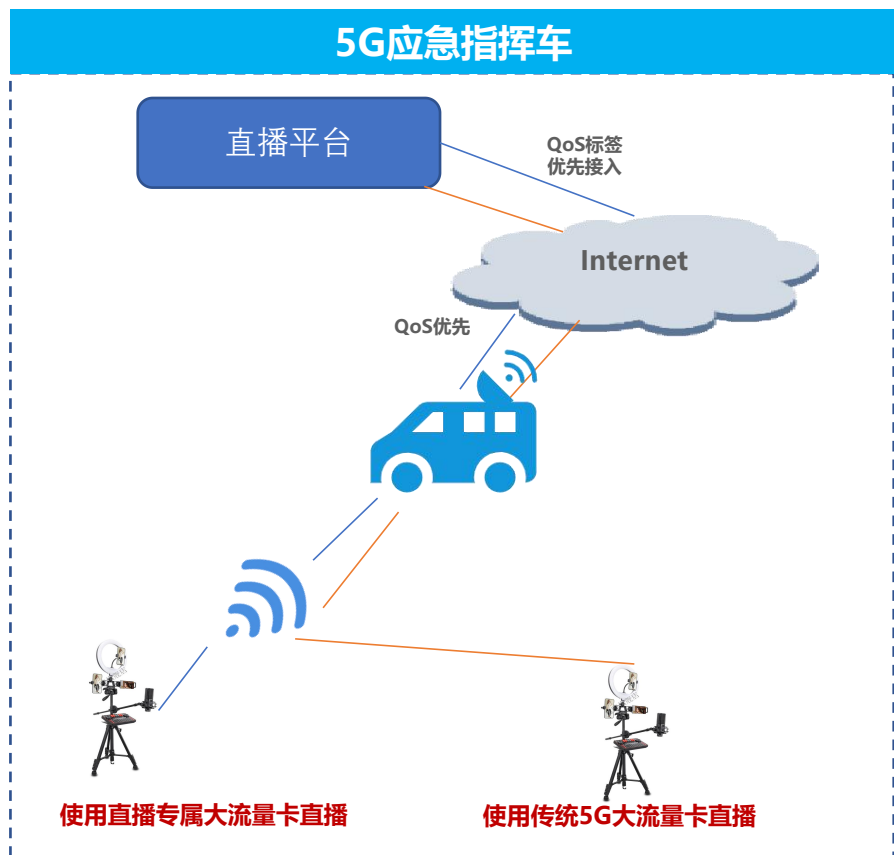 5G应急指挥车
直播平台
QoS标签
优先接入
Internet
QoS优先
使用直播专属大流量卡直播
使用传统5G大流量卡直播